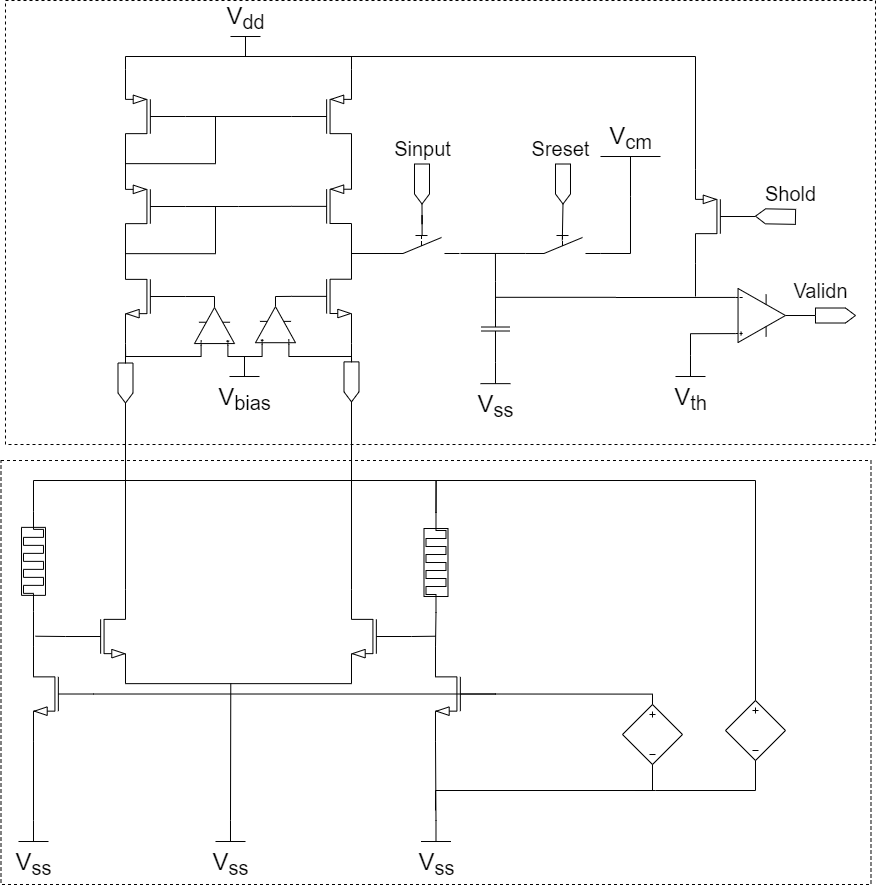 Vdd
Sinput
Sreset
Vcm
Shold
Validn
Vbias
Vss
Vth
Vss
Vss
Vss